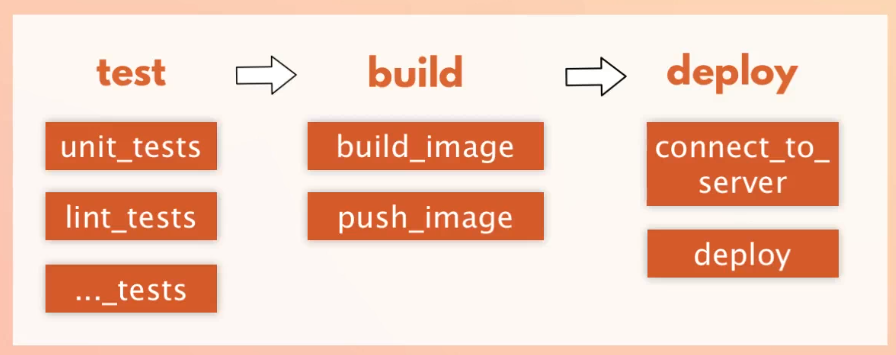 test
build
deploy
unit_tests
build_image
connect_to_
server
lint_tests
push_image
deploy
..._tests